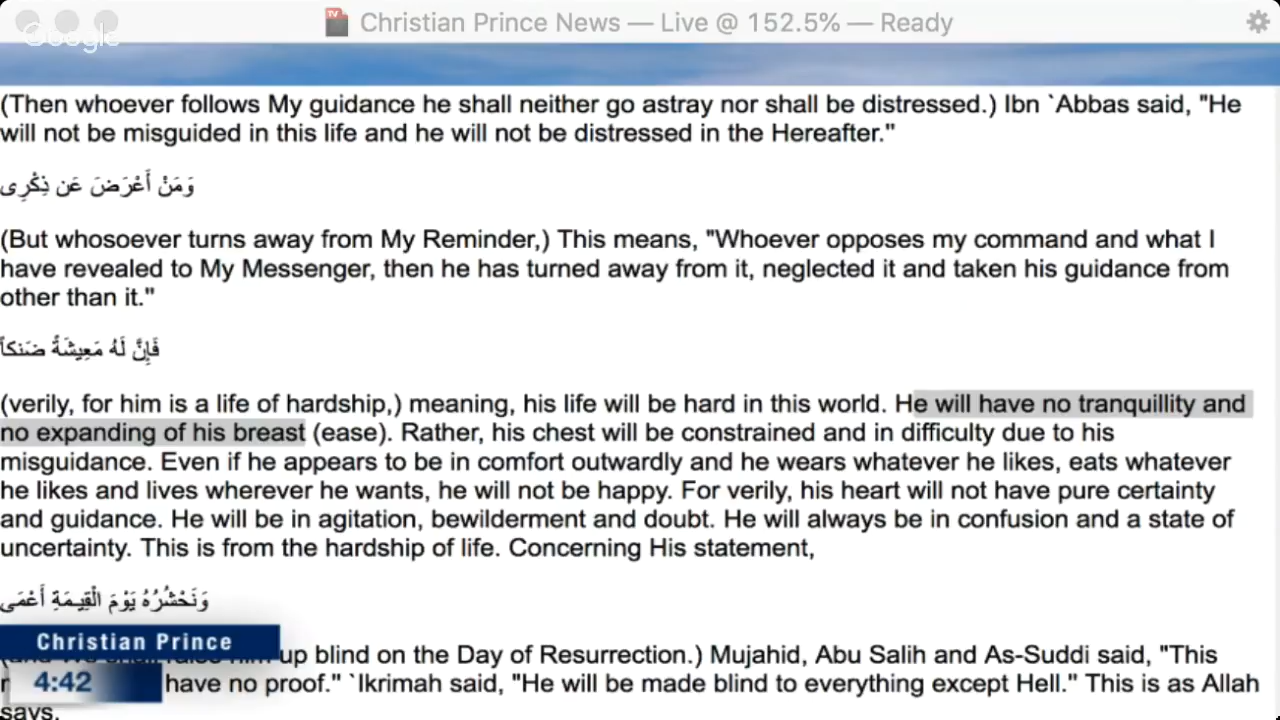 Christian Prince News — Live @ 152.5% — Ready
Google
(Then whoever follows My guidance he shall neither go astray nor shall be distressed.) Ibn `Abbas said, "He
will not be misguided in this life and he will not be distressed in the Hereafter."
وَمَنْ أَعْرَضَ عَن ذِكْرِى
(But whosoever turns away from My Reminder,) This means, "Whoever opposes my command and what I
have revealed to My Messenger, then he has turned away from it, neglected it and taken his guidance from
other than it."
فَإِنَّ لَهُ مَعِيشَةً ضَنكاً
(verily, for him is a life of hardship,) meaning, his life will be hard in this world. He will have no tranquillity and
no expanding of his breast (ease). Rather, his chest will be constrained and in difficulty due to his
misguidance. Even if he appears to be in comfort outwardly and he wears whatever he likes, eats whatever
he likes and lives wherever he wants, he will not be happy. For verily, his heart will not have pure certainty
and guidance. He will be in agitation, bewilderment and doubt. He will always be in confusion and a state of
uncertainty. This is from the hardship of life. Concerning His statement,
وَنَحْشُرُهُ يَوْمَ الْقِيـمَةِ أَعْمَى
Christian Prince
up blind on the Day of Resurrection.) Mujahid, Abu Salih and As-Suddi said, "This
4:42
have no proof." `Ikrimah said, "He will be made blind to everything except Hell." This is as Allah
says,